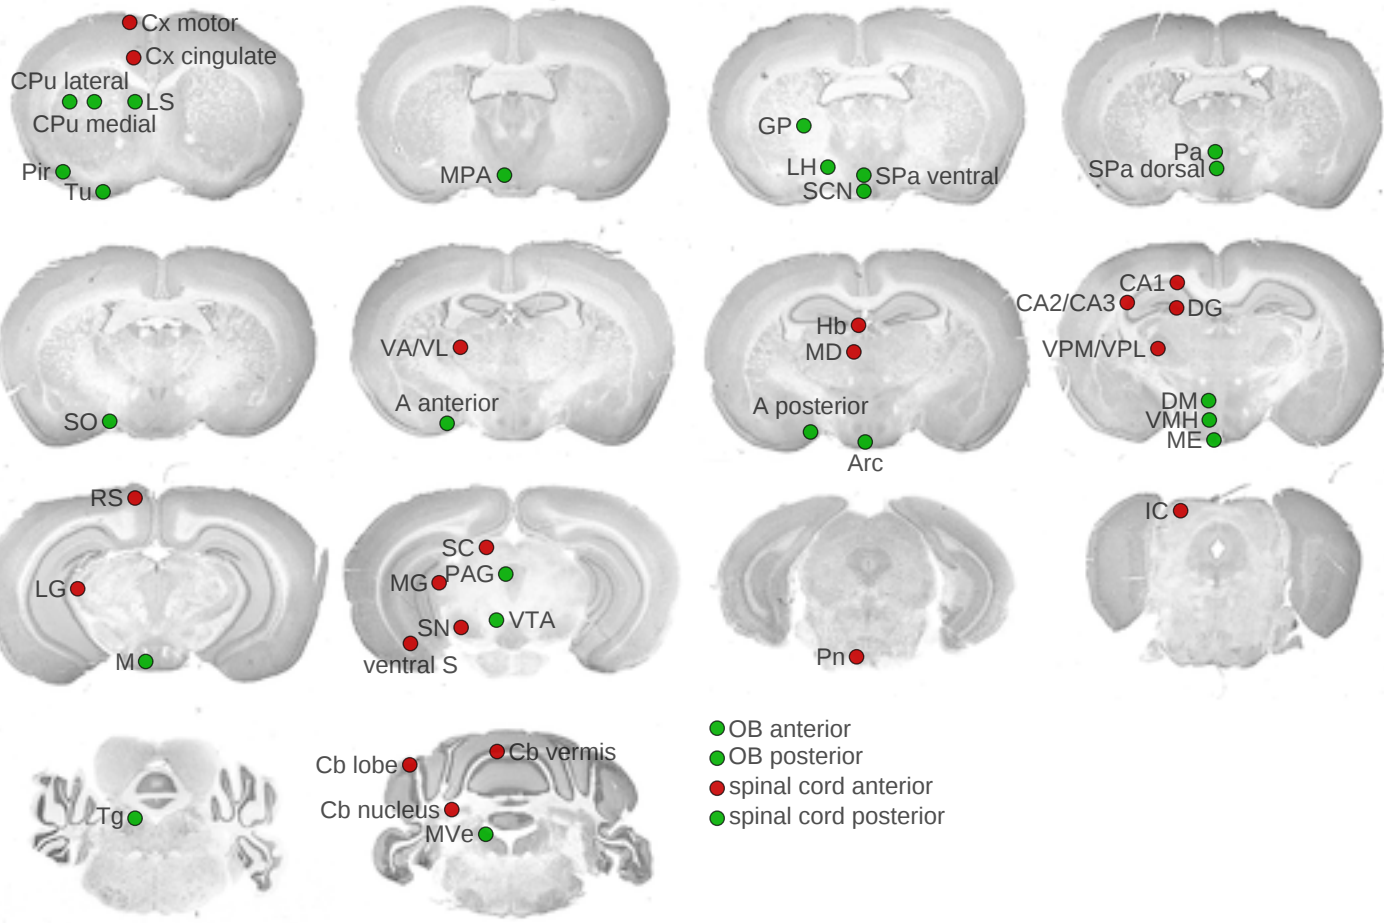 Cx motor
Cx cingulate
CPu lateral
LS
CPu medial
Pir
Tu
MPA
GP
LH
SPa ventral
SCN
Pa
SPa dorsal
SO
VA/VL
A anterior
Hb
MD
A posterior
Arc
CA1
CA2/CA3
DG
VPM/VPL
DM
VMH
ME
RS
LG
M
SC
MG
PAG
SN
VTA
ventral S
Pn
IC
Tg
Cb lobe
Cb vermis
Cb nucleus
MVe
OB anterior
OB posterior
spinal cord anterior
spinal cord posterior